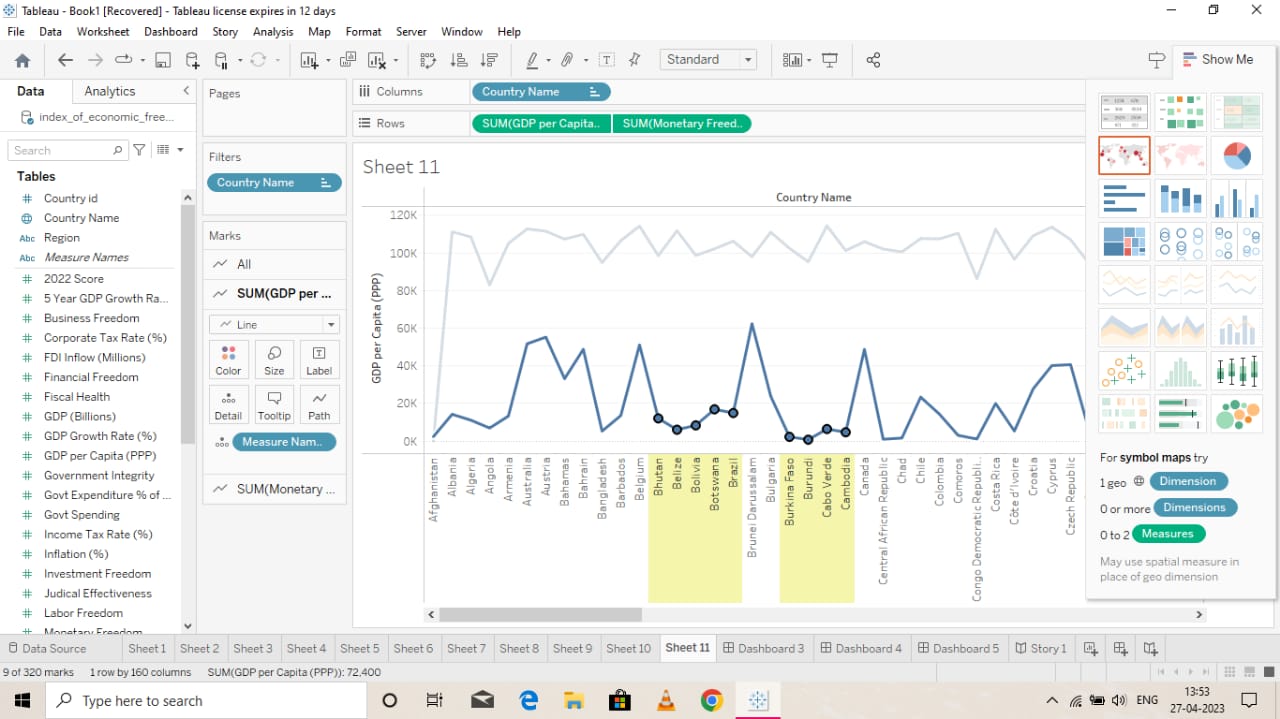 Tableau - Book1 [Recovered] - Tableau license expires in 12 days
File Data Worksheet Dashboard Story Analysis Map Format Server Window Help
Standard
Show Me
Data Analytics
index_of_economic_free...
Search
Tables
Country id
Country Name
Abc Region
Abc Measure Names
2022 Score
5 Year GDP Growth Ra...
Business Freedom
Corporate Tax Rate (%)
FDI Inflow (Millions)
Financial Freedom
Fiscal Health
GDP (Billions)
GDP Growth Rate (%)
GDP per Capita (PPP)
Government Integrity
Govt Expenditure % of ...
Govt Spending
Income Tax Rate (%)
Inflation (%)
Investment Freedom
Judical Effectiveness
Labor Freedom
Monetary Freedom
Pages
Filters
Country Name
Marks
All
SUM(GDP per ...
Line
Color Size Label
Detail Tooltip Path
Measure Nam..
SUM(Monetary ...
Columns Country Name
Rows SUM(GDP per Capita.. SUM(Monetary Freed..
Sheet 11
Country Name
GDP per Capita (PPP)
120K
100K
80K
60K
40K
20K
0K
Afghanistan
Albania
Algeria
Angola
Armenia
Australia
Austria
Bahamas
Bahrain
Bangladesh
Barbados
Belgium
Bhutan
Belize
Bolivia
Botswana
Brazil
Brunei Darussalam
Bulgaria
Burkina Faso
Burundi
Cabo Verde
Cambodia
Canada
Central African Republic
Chad
Chile
Colombia
Comoros
Congo Democratic Republi..
Costa Rica
Côte d'Ivoire
Croatia
Cyprus
Czech Republic
For symbol maps try
1 geo Dimension
0 or more Dimensions
0 to 2 Measures
May use spatial measure in
place of geo dimension
Data Source Sheet 1 Sheet 2 Sheet 3 Sheet 4 Sheet 5 Sheet 6 Sheet 7 Sheet 8 Sheet 9 Sheet 10 Sheet 11 Dashboard 3 Dashboard 4 Dashboard 5 Story 1
9 of 320 marks 1 row by 160 columns SUM(GDP per Capita (PPP)): 72,400
Type here to search
ENG
13:53
27-04-2023